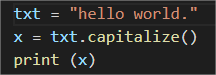 txt = "hello world."
x = txt.capitalize()
print (x)